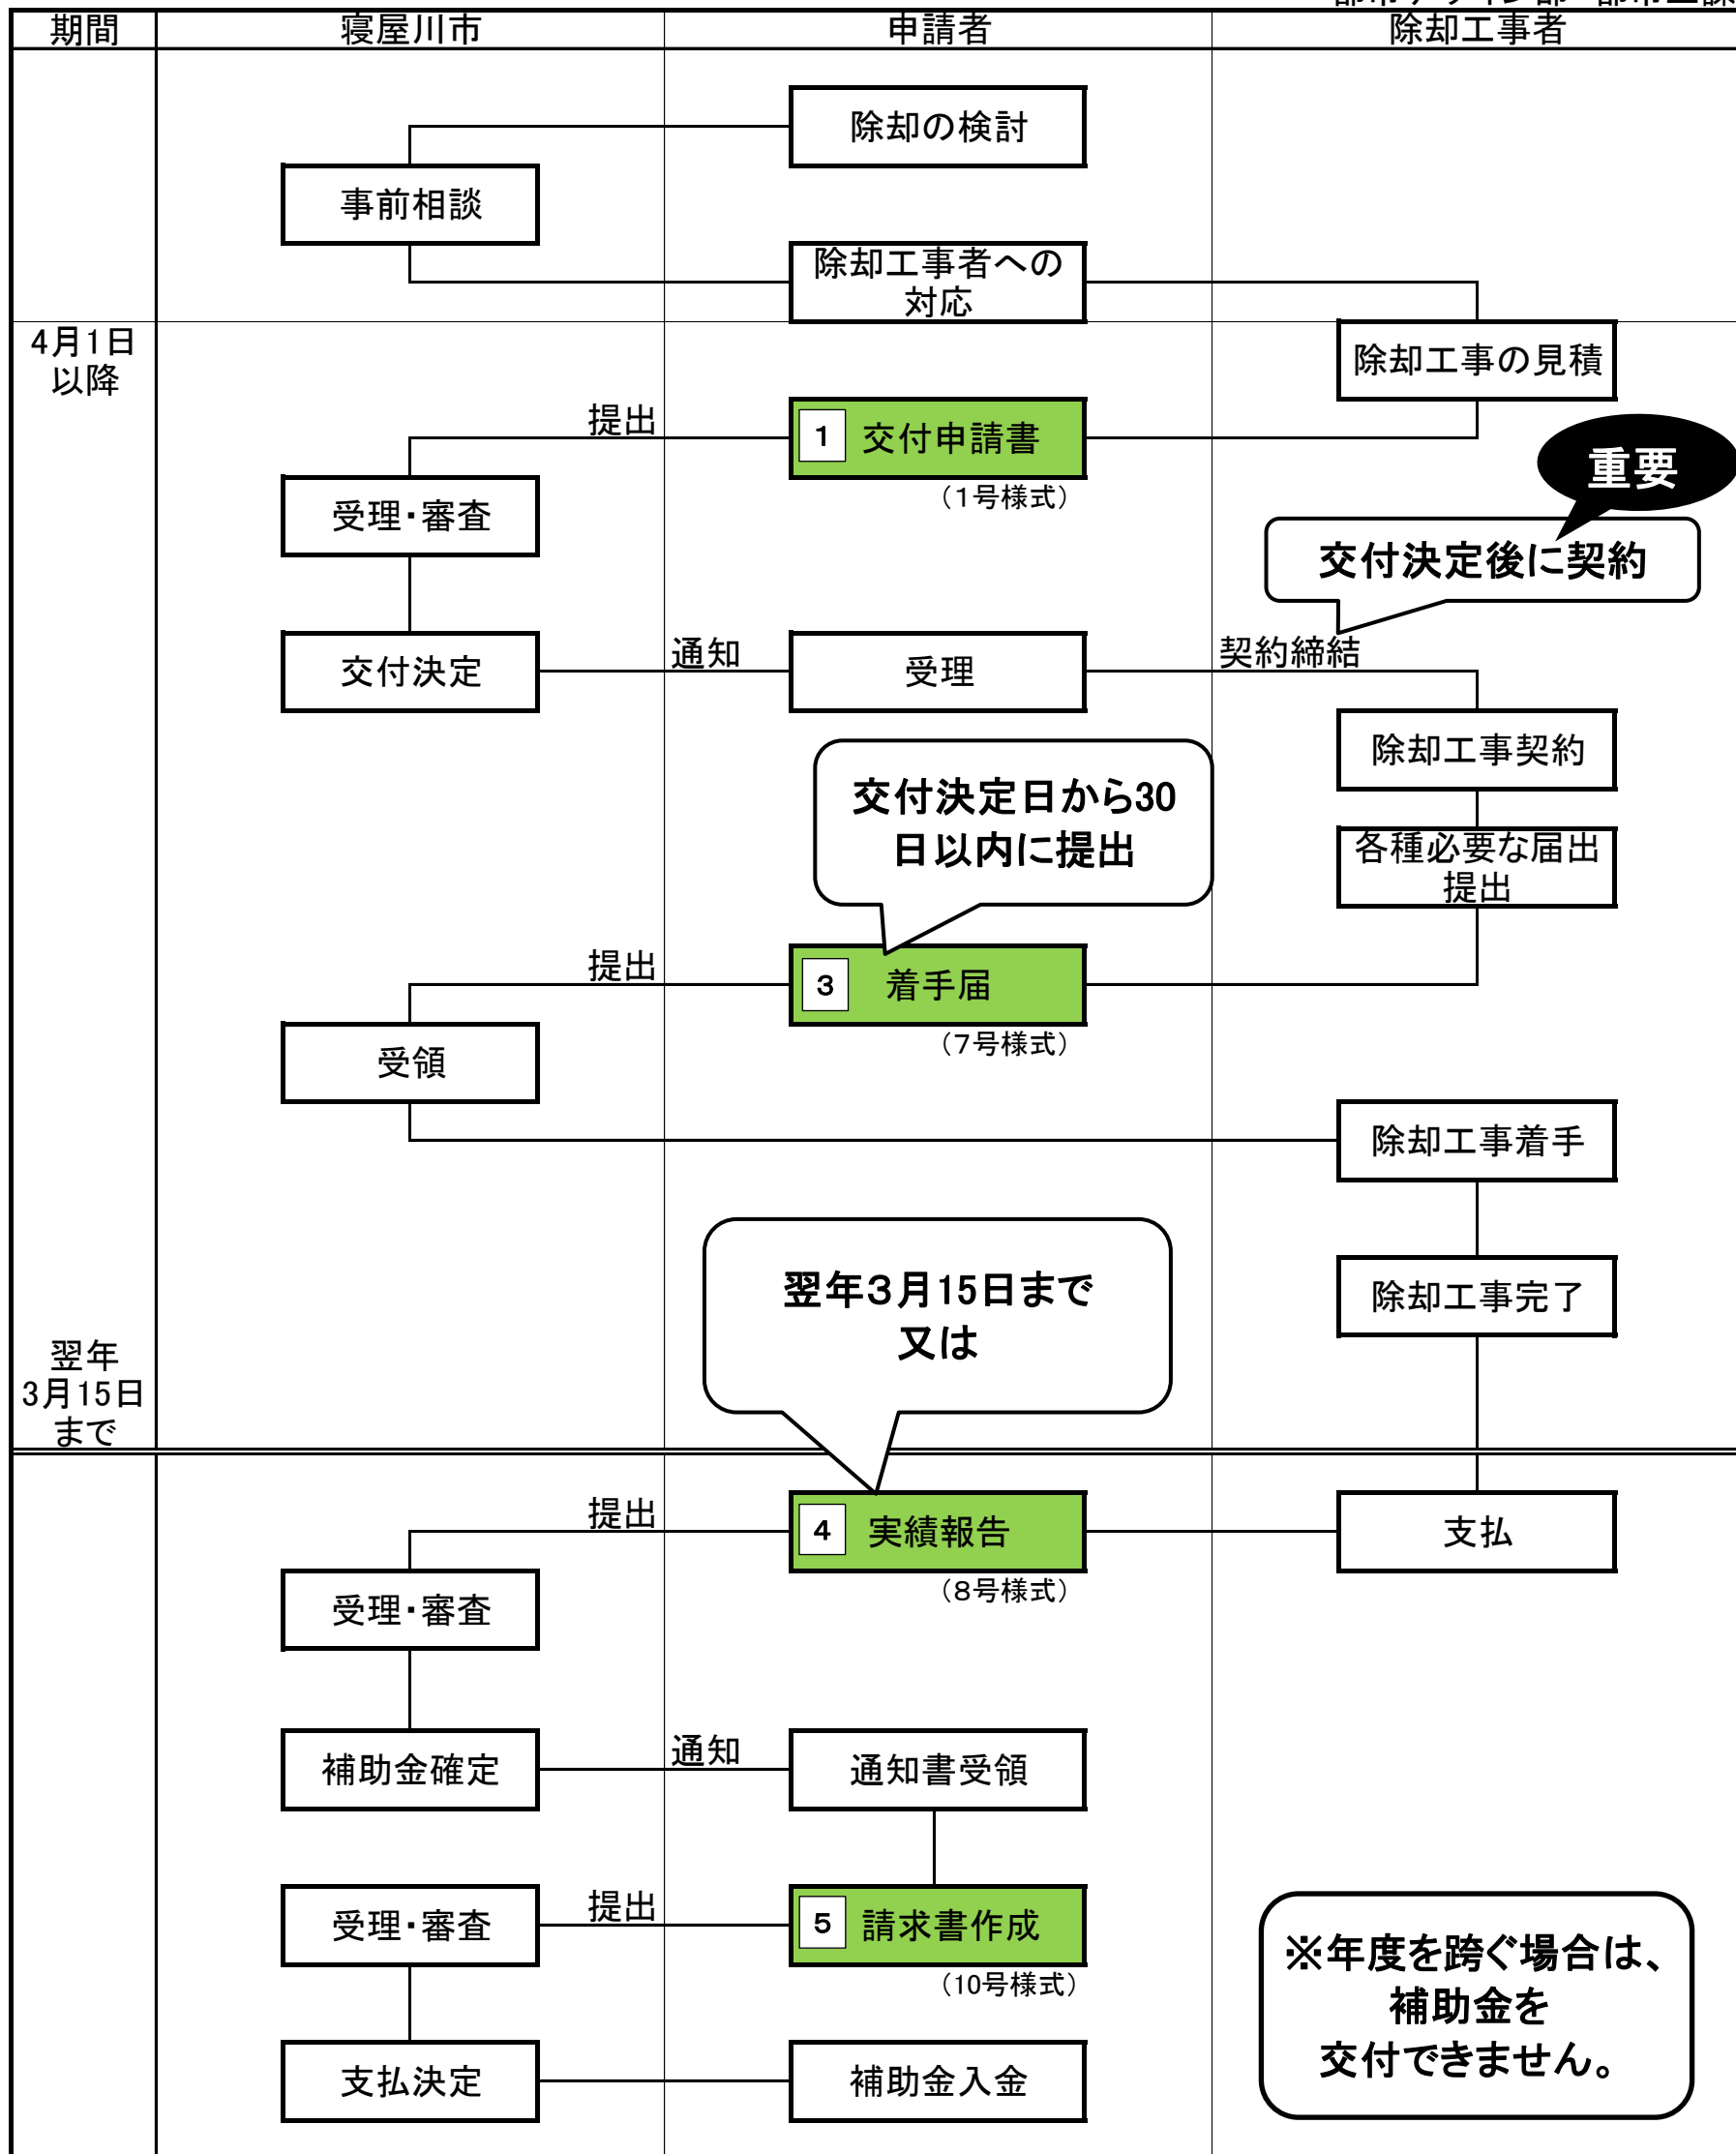 期間
寝屋川市
申請者
除却工事者
除却の検討
事前相談
除却工事者への
対応
4月1日
以降
除却工事の見積
提出
1 交付申請書
（1号様式）
重要
受理・審査
交付決定後に契約
交付決定
通知
受理
契約締結
除却工事契約
交付決定日から30
日以内に提出
各種必要な届出
提出
提出
3 着手届
（7号様式）
受領
除却工事着手
翌年３月15日まで
又は
除却工事完了
翌年
3月15日
まで
提出
4 実績報告
（8号様式）
支払
受理・審査
補助金確定
通知
通知書受領
受理・審査
提出
5 請求書作成
（10号様式）
※年度を跨ぐ場合は、
補助金を
交付できません。
支払決定
補助金入金